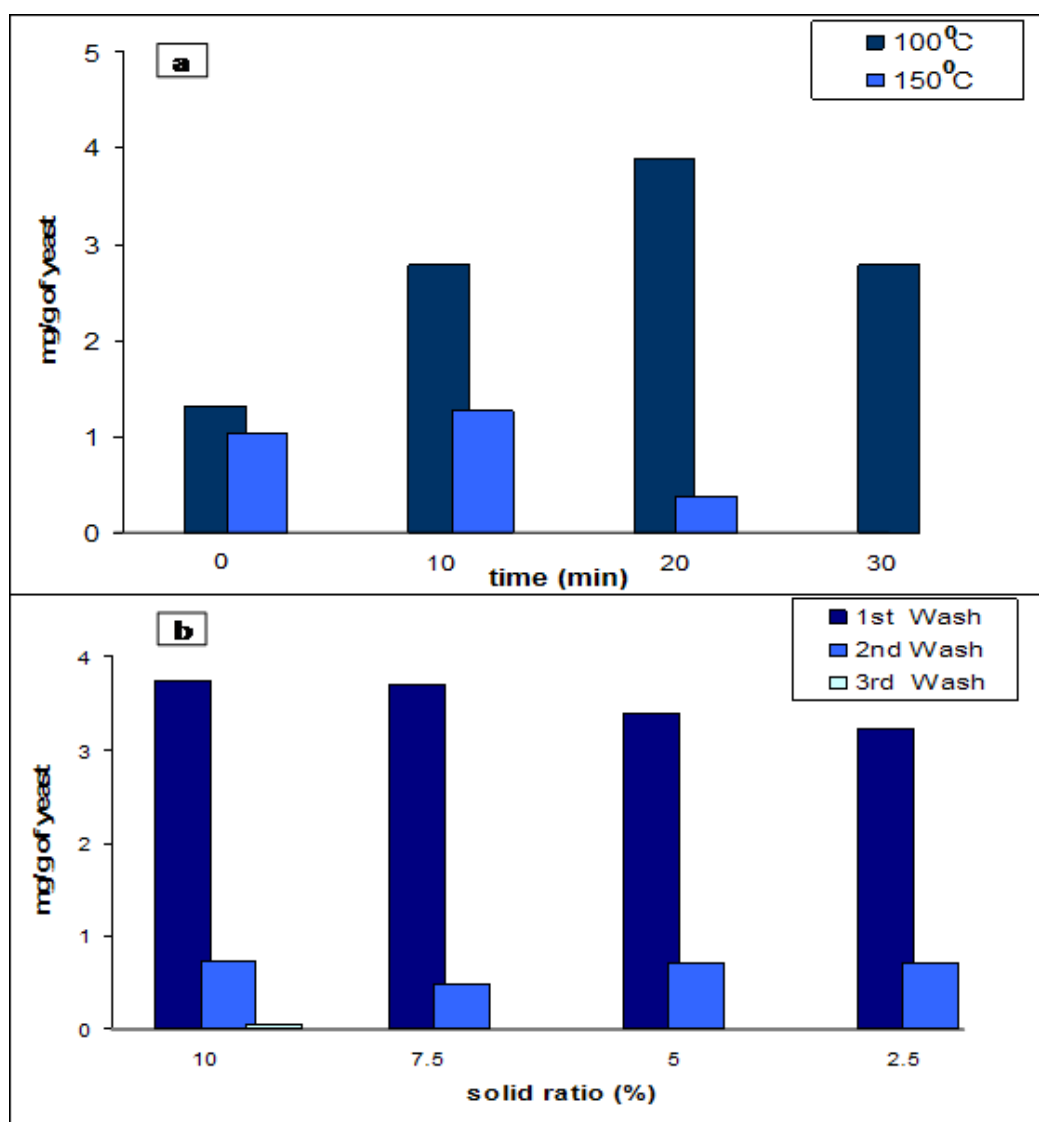 a
100⁰C
150⁰C
5
4
3
2
1
0
mg/g of yeast
0 10 20 30
time (min)
b
1st Wash
2nd Wash
3rd Wash
4
3
2
1
0
mg/g of yeast
10 7.5 5 2.5
solid ratio (%)